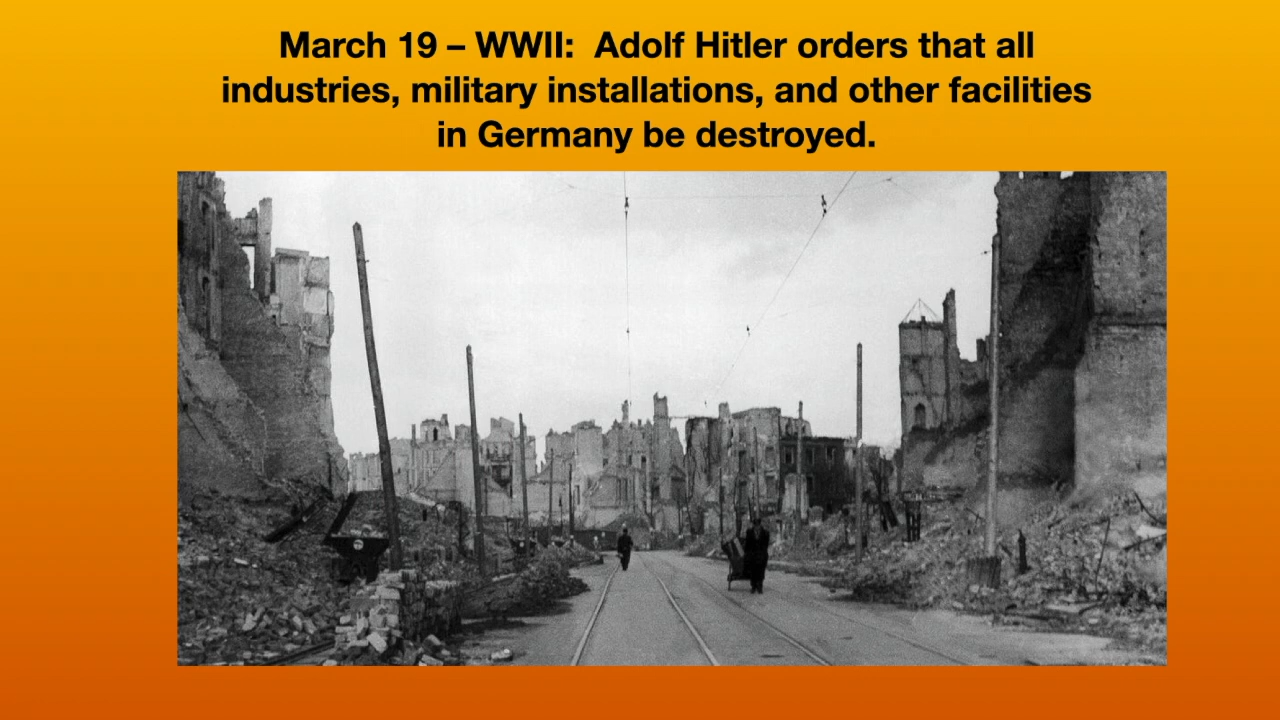 March 19 – WWII:  Adolf Hitler orders that all
industries, military installations, and other facilities
in Germany be destroyed.